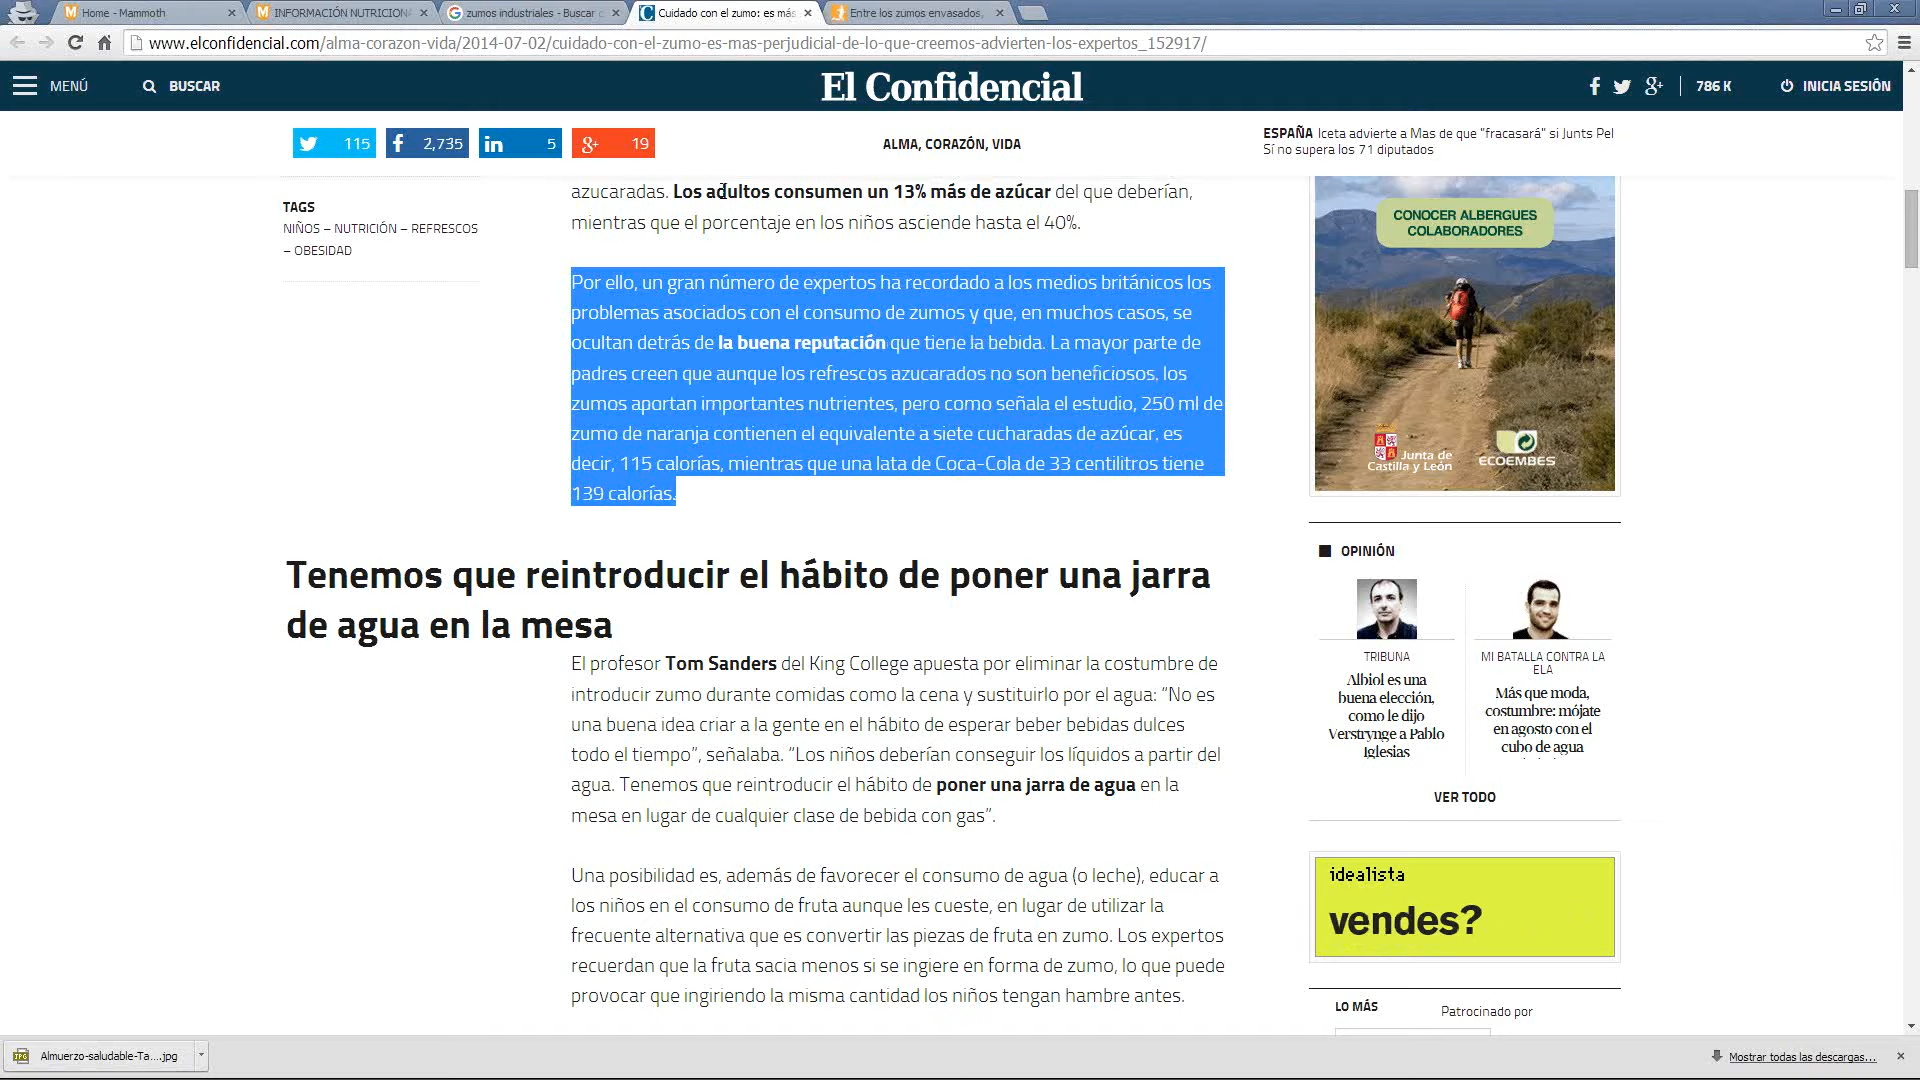 Home - Mammoth
INFORMACIÓN NUTRICION
zumos industriales - Buscar c
Cuidado con el zumo: es más
Entre los zumos envasados,
www.elconfidencial.com/alma-corazon-vida/2014-07-02/cuidado-con-el-zumo-es-mas-perjudicial-de-lo-que-creemos-advierten-los-expertos_152917/
MENÚ
BUSCAR
El Confidencial
786 K
INICIA SESIÓN
115
2,735
5
19
ALMA, CORAZÓN, VIDA
ESPAÑA Iceta advierte a Mas de que "fracasará" si Junts Pel
Sí no supera los 71 diputados
TAGS
NIÑOS – NUTRICIÓN – REFRESCOS
– OBESIDAD
azucaradas. Los adultos consumen un 13% más de azúcar del que deberían,
mientras que el porcentaje en los niños asciende hasta el 40%.
Por ello, un gran número de expertos ha recordado a los medios británicos los
problemas asociados con el consumo de zumos y que, en muchos casos, se
ocultan detrás de la buena reputación que tiene la bebida. La mayor parte de
padres creen que aunque los refrescos azucarados no son beneficiosos, los
zumos aportan importantes nutrientes, pero como señala el estudio, 250 ml de
zumo de naranja contienen el equivalente a siete cucharadas de azúcar, es
decir, 115 calorías, mientras que una lata de Coca-Cola de 33 centilitros tiene
139 calorías.
Tenemos que reintroducir el hábito de poner una jarra
de agua en la mesa
El profesor Tom Sanders del King College apuesta por eliminar la costumbre de
introducir zumo durante comidas como la cena y sustituirlo por el agua: “No es
una buena idea criar a la gente en el hábito de esperar beber bebidas dulces
todo el tiempo”, señalaba. “Los niños deberían conseguir los líquidos a partir del
agua. Tenemos que reintroducir el hábito de poner una jarra de agua en la
mesa en lugar de cualquier clase de bebida con gas”.
Una posibilidad es, además de favorecer el consumo de agua (o leche), educar a
los niños en el consumo de fruta aunque les cueste, en lugar de utilizar la
frecuente alternativa que es convertir las piezas de fruta en zumo. Los expertos
recuerdan que la fruta sacia menos si se ingiere en forma de zumo, lo que puede
provocar que ingiriendo la misma cantidad los niños tengan hambre antes.
CONOCER ALBERGUES
COLABORADORES
Junta de
Castilla y León
ECOEMBES
OPINIÓN
TRIBUNA
Albiol es una
buena elección,
como le dijo
Verstrynge a Pablo
Iglesias
MI BATALLA CONTRA LA
ELA
Más que moda,
costumbre: mójate
en agosto con el
cubo de agua
VER TODO
idealista
vendes?
LO MÁS
Patrocinado por
Almuerzo-saludable-Ta....jpg
Mostrar todas las descargas...